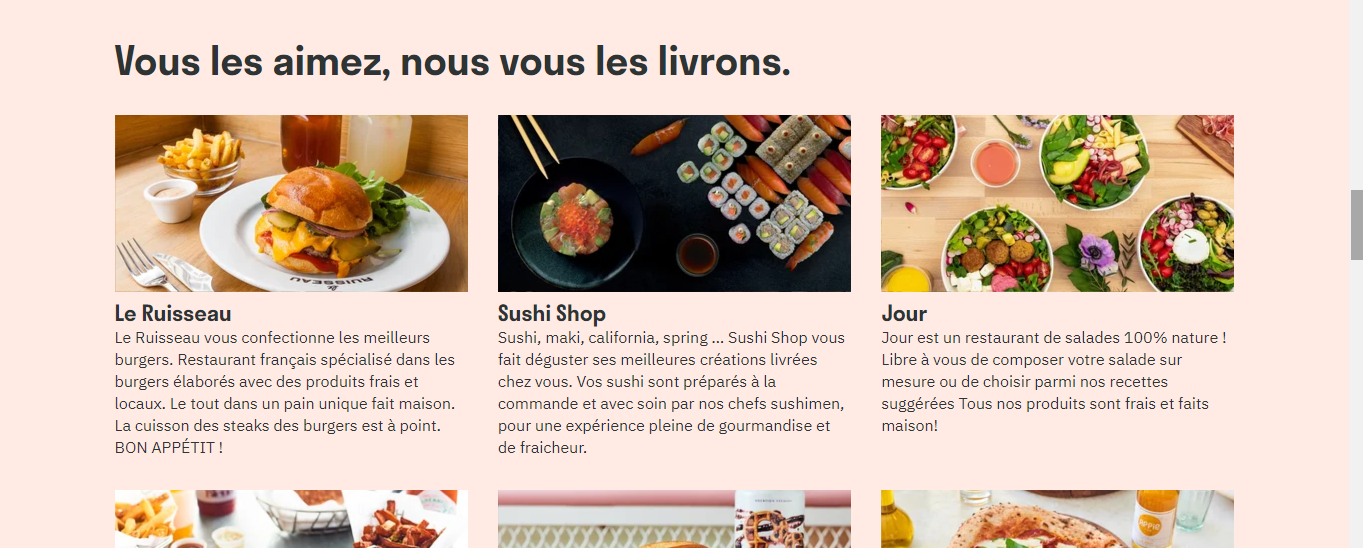 Vous les aimez, nous vous les livrons.
RUISSEAU
Le Ruisseau
Le Ruisseau vous confectionne les meilleurs
burgers. Restaurant français spécialisé dans les
burgers élaborés avec des produits frais et
locaux. Le tout dans un pain unique fait maison.
La cuisson des steaks des burgers est à point.
BON APPÉTIT !
Sushi Shop
Sushi, maki, california, spring ... Sushi Shop vous
fait déguster ses meilleures créations livrées
chez vous. Vos sushi sont préparés à la
commande et avec soin par nos chefs sushimen,
pour une expérience pleine de gourmandise et
de fraicheur.
Jour
Jour est un restaurant de salades 100% nature !
Libre à vous de composer votre salade sur
mesure ou de choisir parmi nos recettes
suggérées Tous nos produits sont frais et faits
maison!